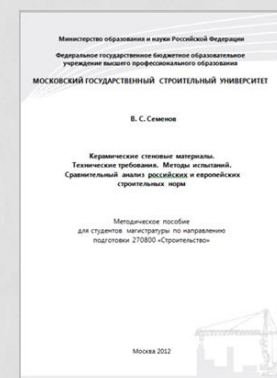 Министерство образования и науки Российской Федерации
Федеральное государственное бюджетное образовательное
учреждение высшего профессионального образования
МОСКОВСКИЙ ГОСУДАРСТВЕННЫЙ СТРОИТЕЛЬНЫЙ УНИВЕРСИТЕТ
В. С. Семенов
Керамические стеновые материалы.
Технические требования. Методы испытаний.
Сравнительный анализ российских и европейских
строительных норм
Методическое пособие
для студентов магистратуры по направлению
подготовки 270800 «Строительство»
Москва 2012